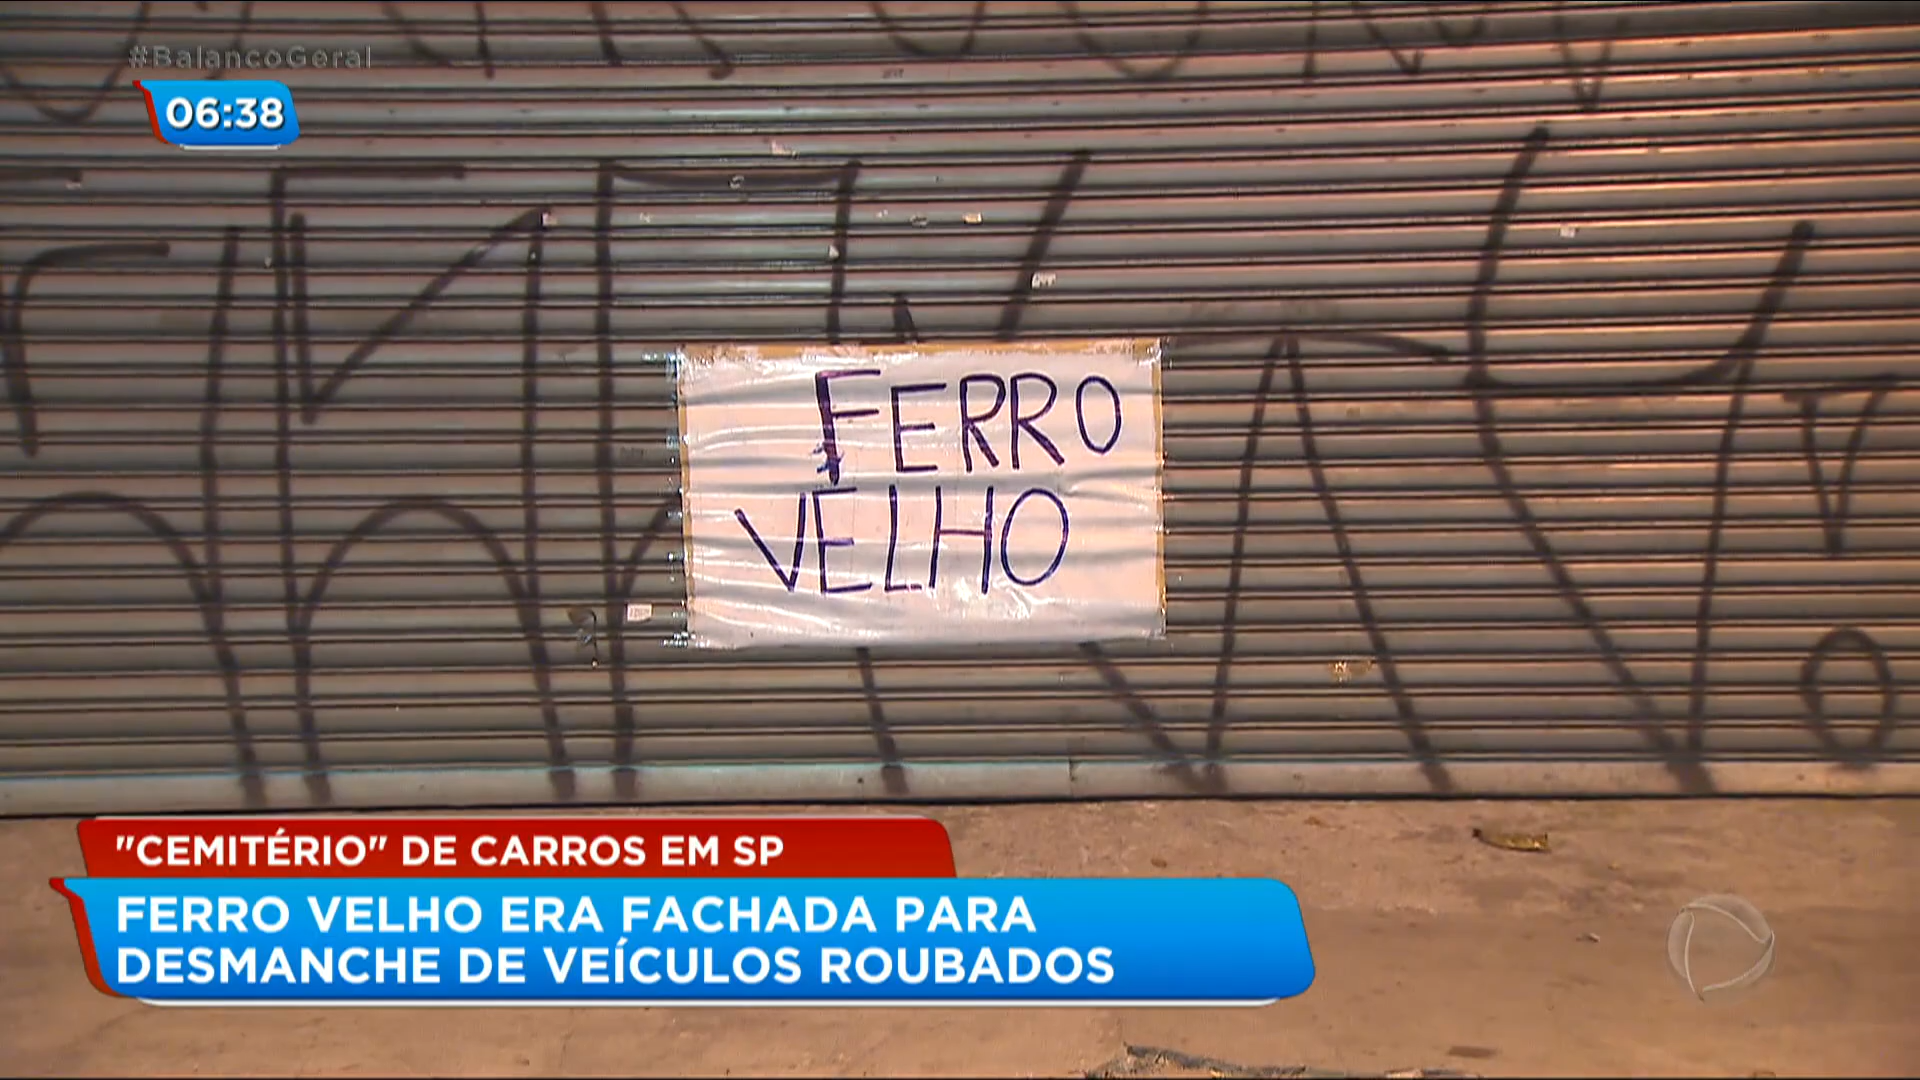 #BalancoGeral
06:38
FERRO
VELHO
"CEMITÉRIO" DE CARROS EM SP
FERRO VELHO ERA FACHADA PARA
DESMANCHE DE VEÍCULOS ROUBADOS